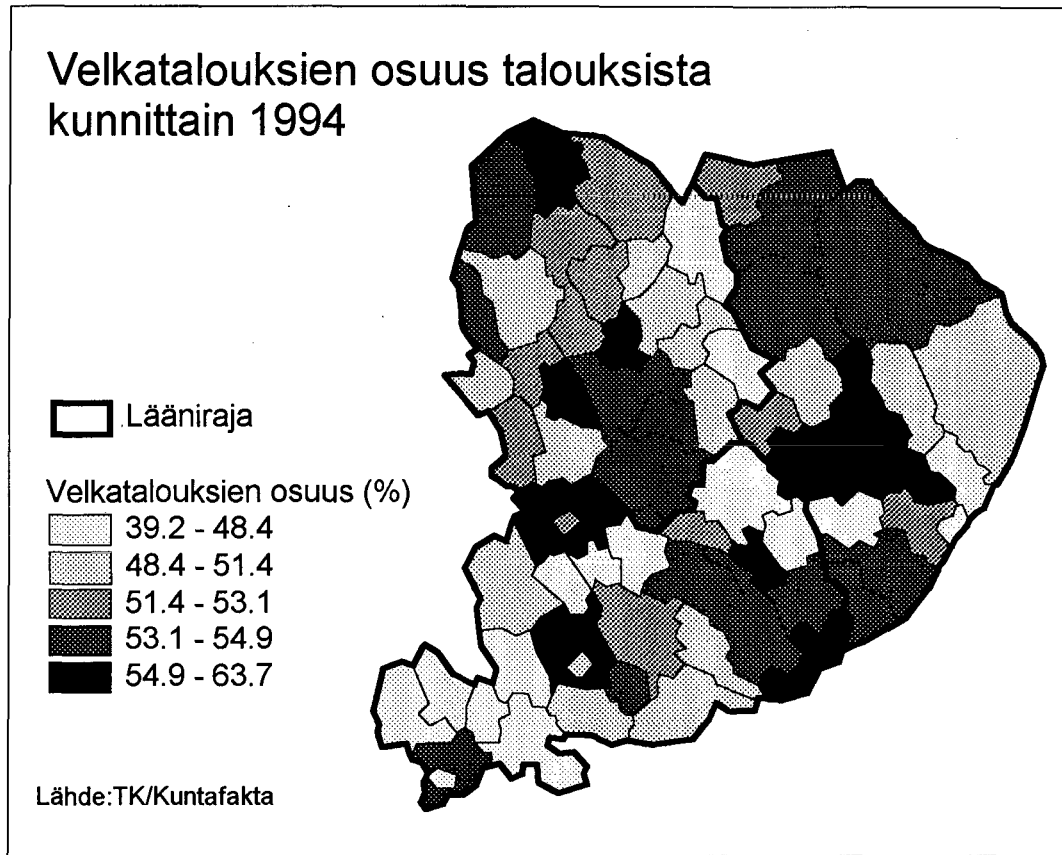 Velkatalouksien osuus talouksista
kunnittain 1994
Lääniraja
Velkatalouksien osuus (%)
39.2 - 48.4
48.4 - 51.4
51.4 - 53.1
53.1 - 54.9
54.9 - 63.7
Lähde:TK/Kuntafakta